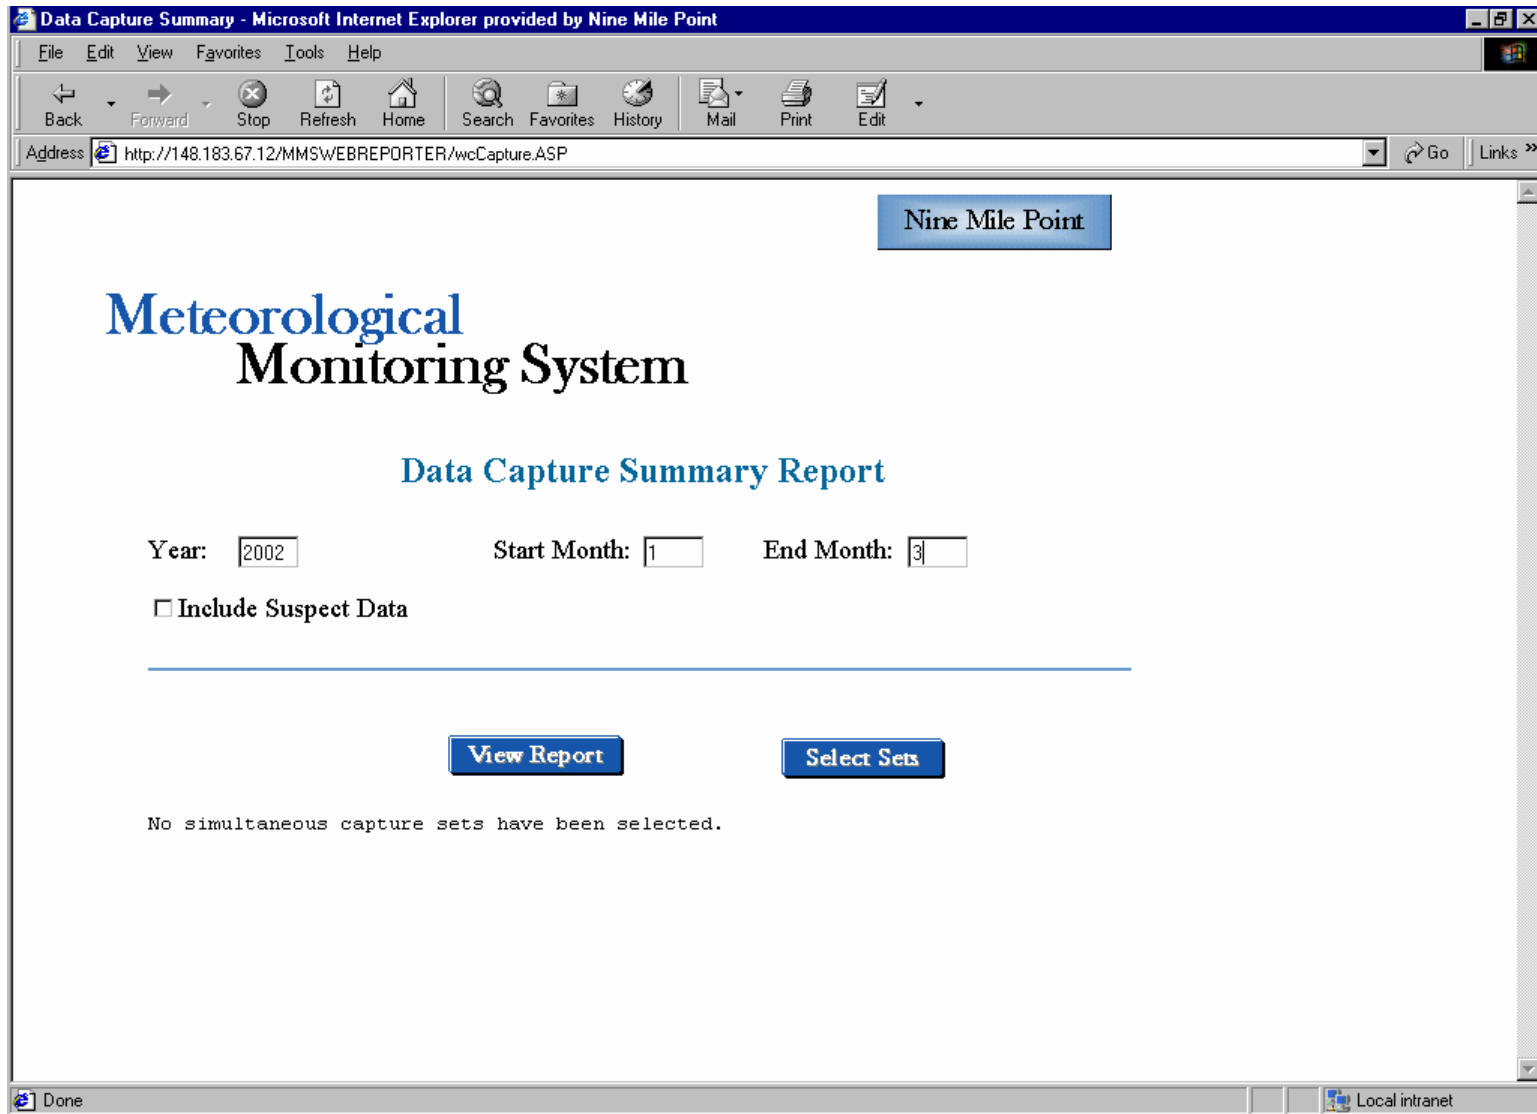 Data Capture Summary - Microsoft Internet Explorer provided by Nine Mile Point
File Edit View Favorites Tools Help
Back Forward Stop Refresh Home Search Favorites History Mail Print Edit
Address http://148.183.67.12/MMSWEBREPORTER/wcCapture.ASP Go Links »
Nine Mile Point
Meteorological
Monitoring System
Data Capture Summary Report
Year: 2002 Start Month: 1 End Month: 3
Include Suspect Data
View Report Select Sets
No simultaneous capture sets have been selected.
Done Local intranet